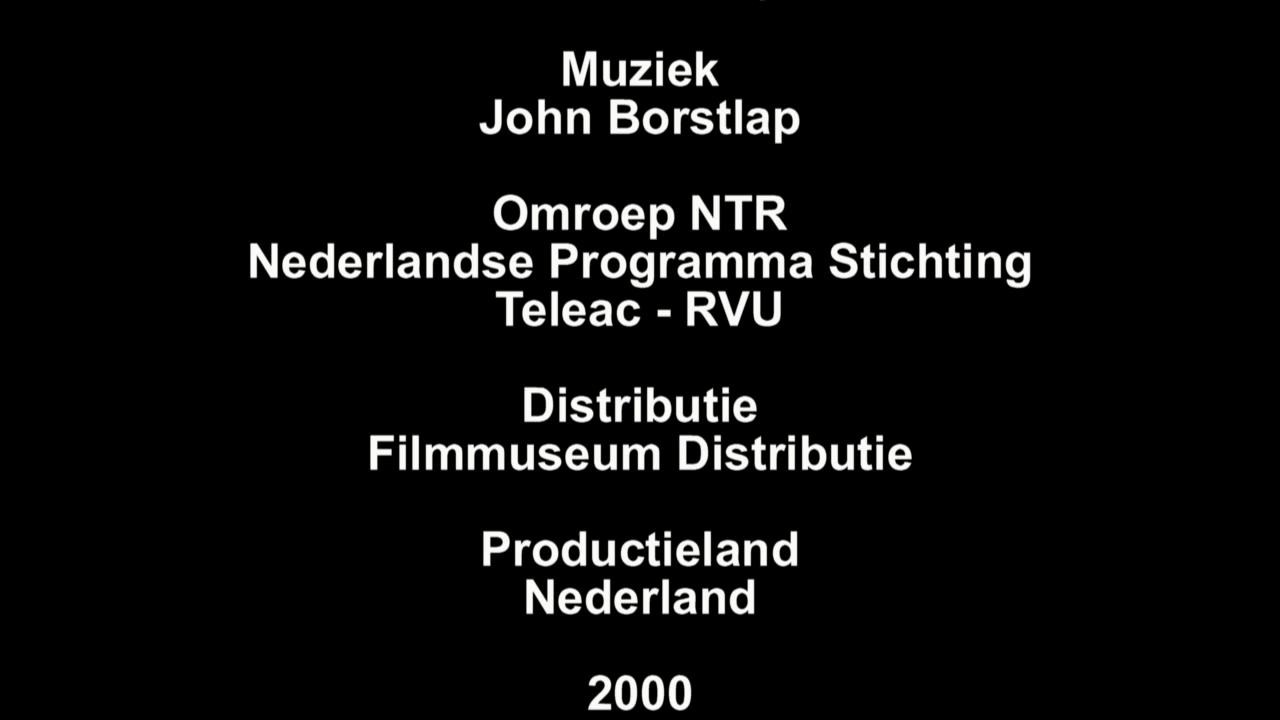 Muziek
John Borstlap
Omroep NTR
Nederlandse Programma Stichting
Teleac - RVU
Distributie
Filmmuseum Distributie
Productieland
Nederland
2000